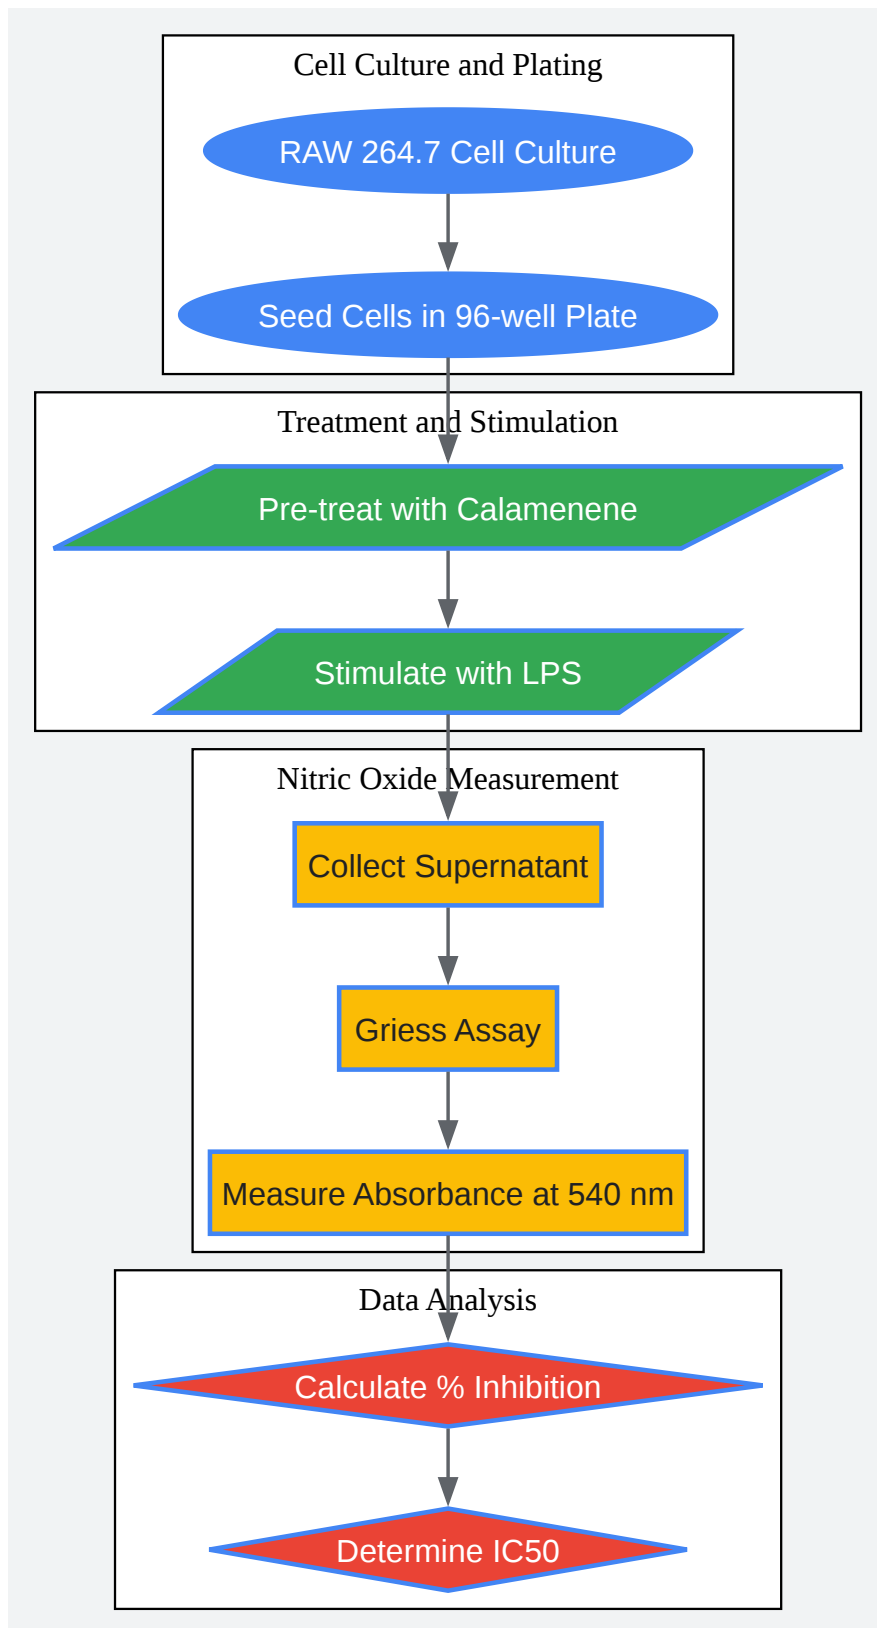 Cell Culture and Plating
RAW 264.7 Cell Culture
Seed Cells in 96-well Plate
Treatment and Stimulation
Pre-treat with Calamenene
Stimulate with LPS
Nitric Oxide Measurement
Collect Supernatant
Griess Assay
Measure Absorbance at 540 nm
Data Analysis
Calculate % Inhibition
Determine IC50